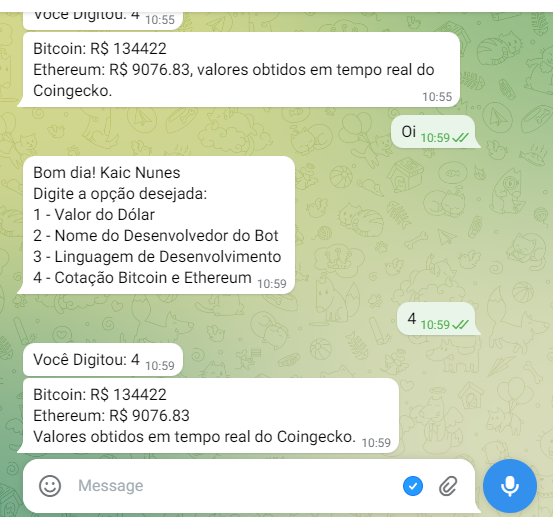 Você Digitou: 4 10:55
Bitcoin: R$ 134422
Ethereum: R$ 9076.83, valores obtidos em tempo real do
Coingecko.
10:55
Oi 10:59
Bom dia! Kaic Nunes
Digite a opção desejada:
1 - Valor do Dólar
2 - Nome do Desenvolvedor do Bot
3 - Linguagem de Desenvolvimento
4 - Cotação Bitcoin e Ethereum 10:59
4 10:59
Você Digitou: 4 10:59
Bitcoin: R$ 134422
Ethereum: R$ 9076.83
Valores obtidos em tempo real do Coingecko. 10:59
Message